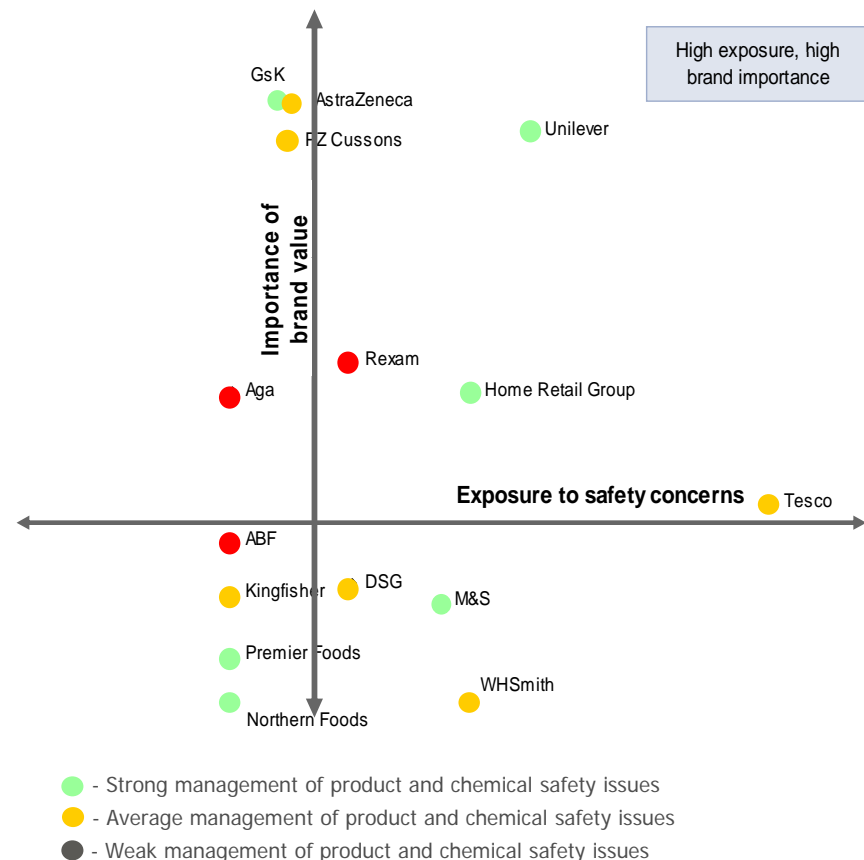 High exposure, high
brand importance
GsK
AstraZeneca
PZ Cussons
Unilever
Importance of
brand value
Rexam
Aga
Home Retail Group
Exposure to safety concerns
Tesco
ABF
Kingfisher
DSG
M&S
Premier Foods
WHSmith
Northern Foods
- Strong management of product and chemical safety issues
- Average management of product and chemical safety issues
- Weak management of product and chemical safety issues